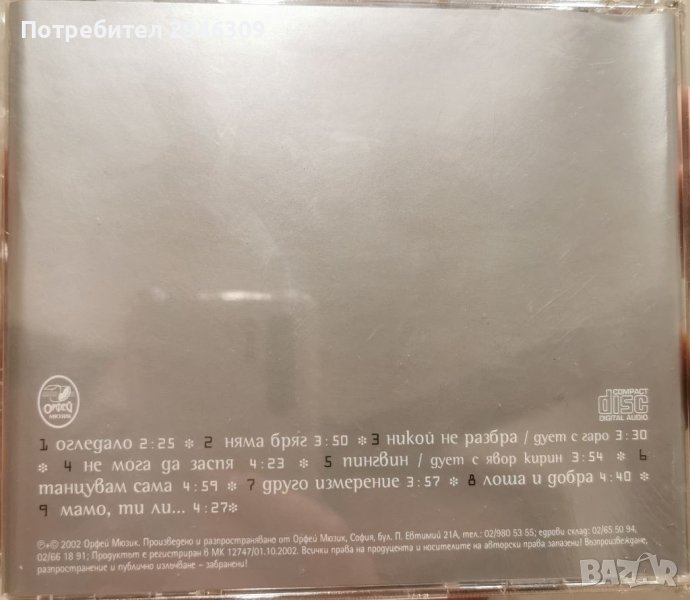 Потребител 2946309
ОРФЕЙ
МЮЗИК
COMPACT
disc
DIGITAL AUDIO
1 огледало 2:25 * 2 няма бряг 3:50 * 3 никой не разбра / дует с гаро 3:30
* 4 не мога да заспя 4:23 * 5 пингвин / дует с явор кирин 3:54 * 6
танцувам сама 4:59 * 7 друго измерение 3:57 * 8 лоша и добра 4:40 *
9 мамо, ти ли... 4:27*
℗+© 2002 Орфей Мюзик. Произведено и разпространявано от Орфей Мюзик, София, бул. П. Евтимий 21А, тел.: 02/980 53 55; едрови склад: 02/65 50 94,
02/66 18 91; Продуктът е регистриран в МК 12747/01.10.2002. Всички права на продуцента и носителите на авторски права запазени! Възпроизвеждане,
разпространение и публично излъчване – забранени!
BAZAR